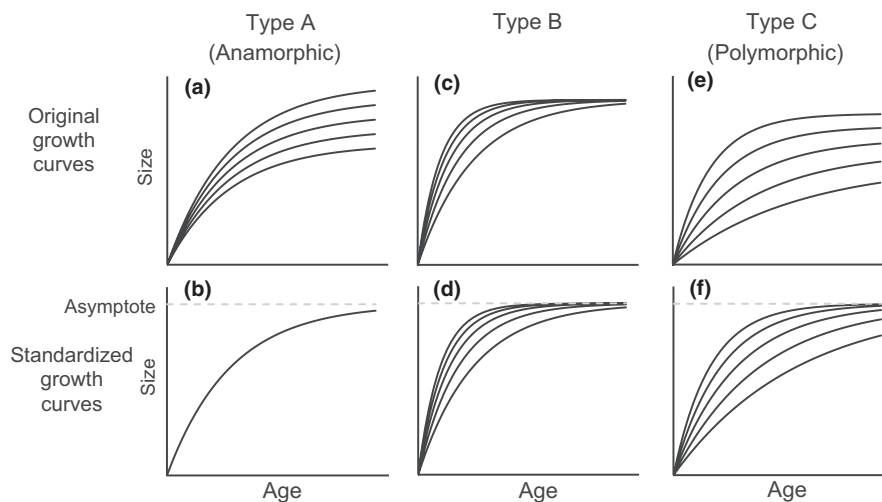 Type A
(Anamorphic)
Type B
Type C
(Polymorphic)
Original
growth
curves
Size
(a)
(c)
(e)
Asymptote
Standardized
growth
curves
Size
(b)
(d)
(f)
Age
Age
Age